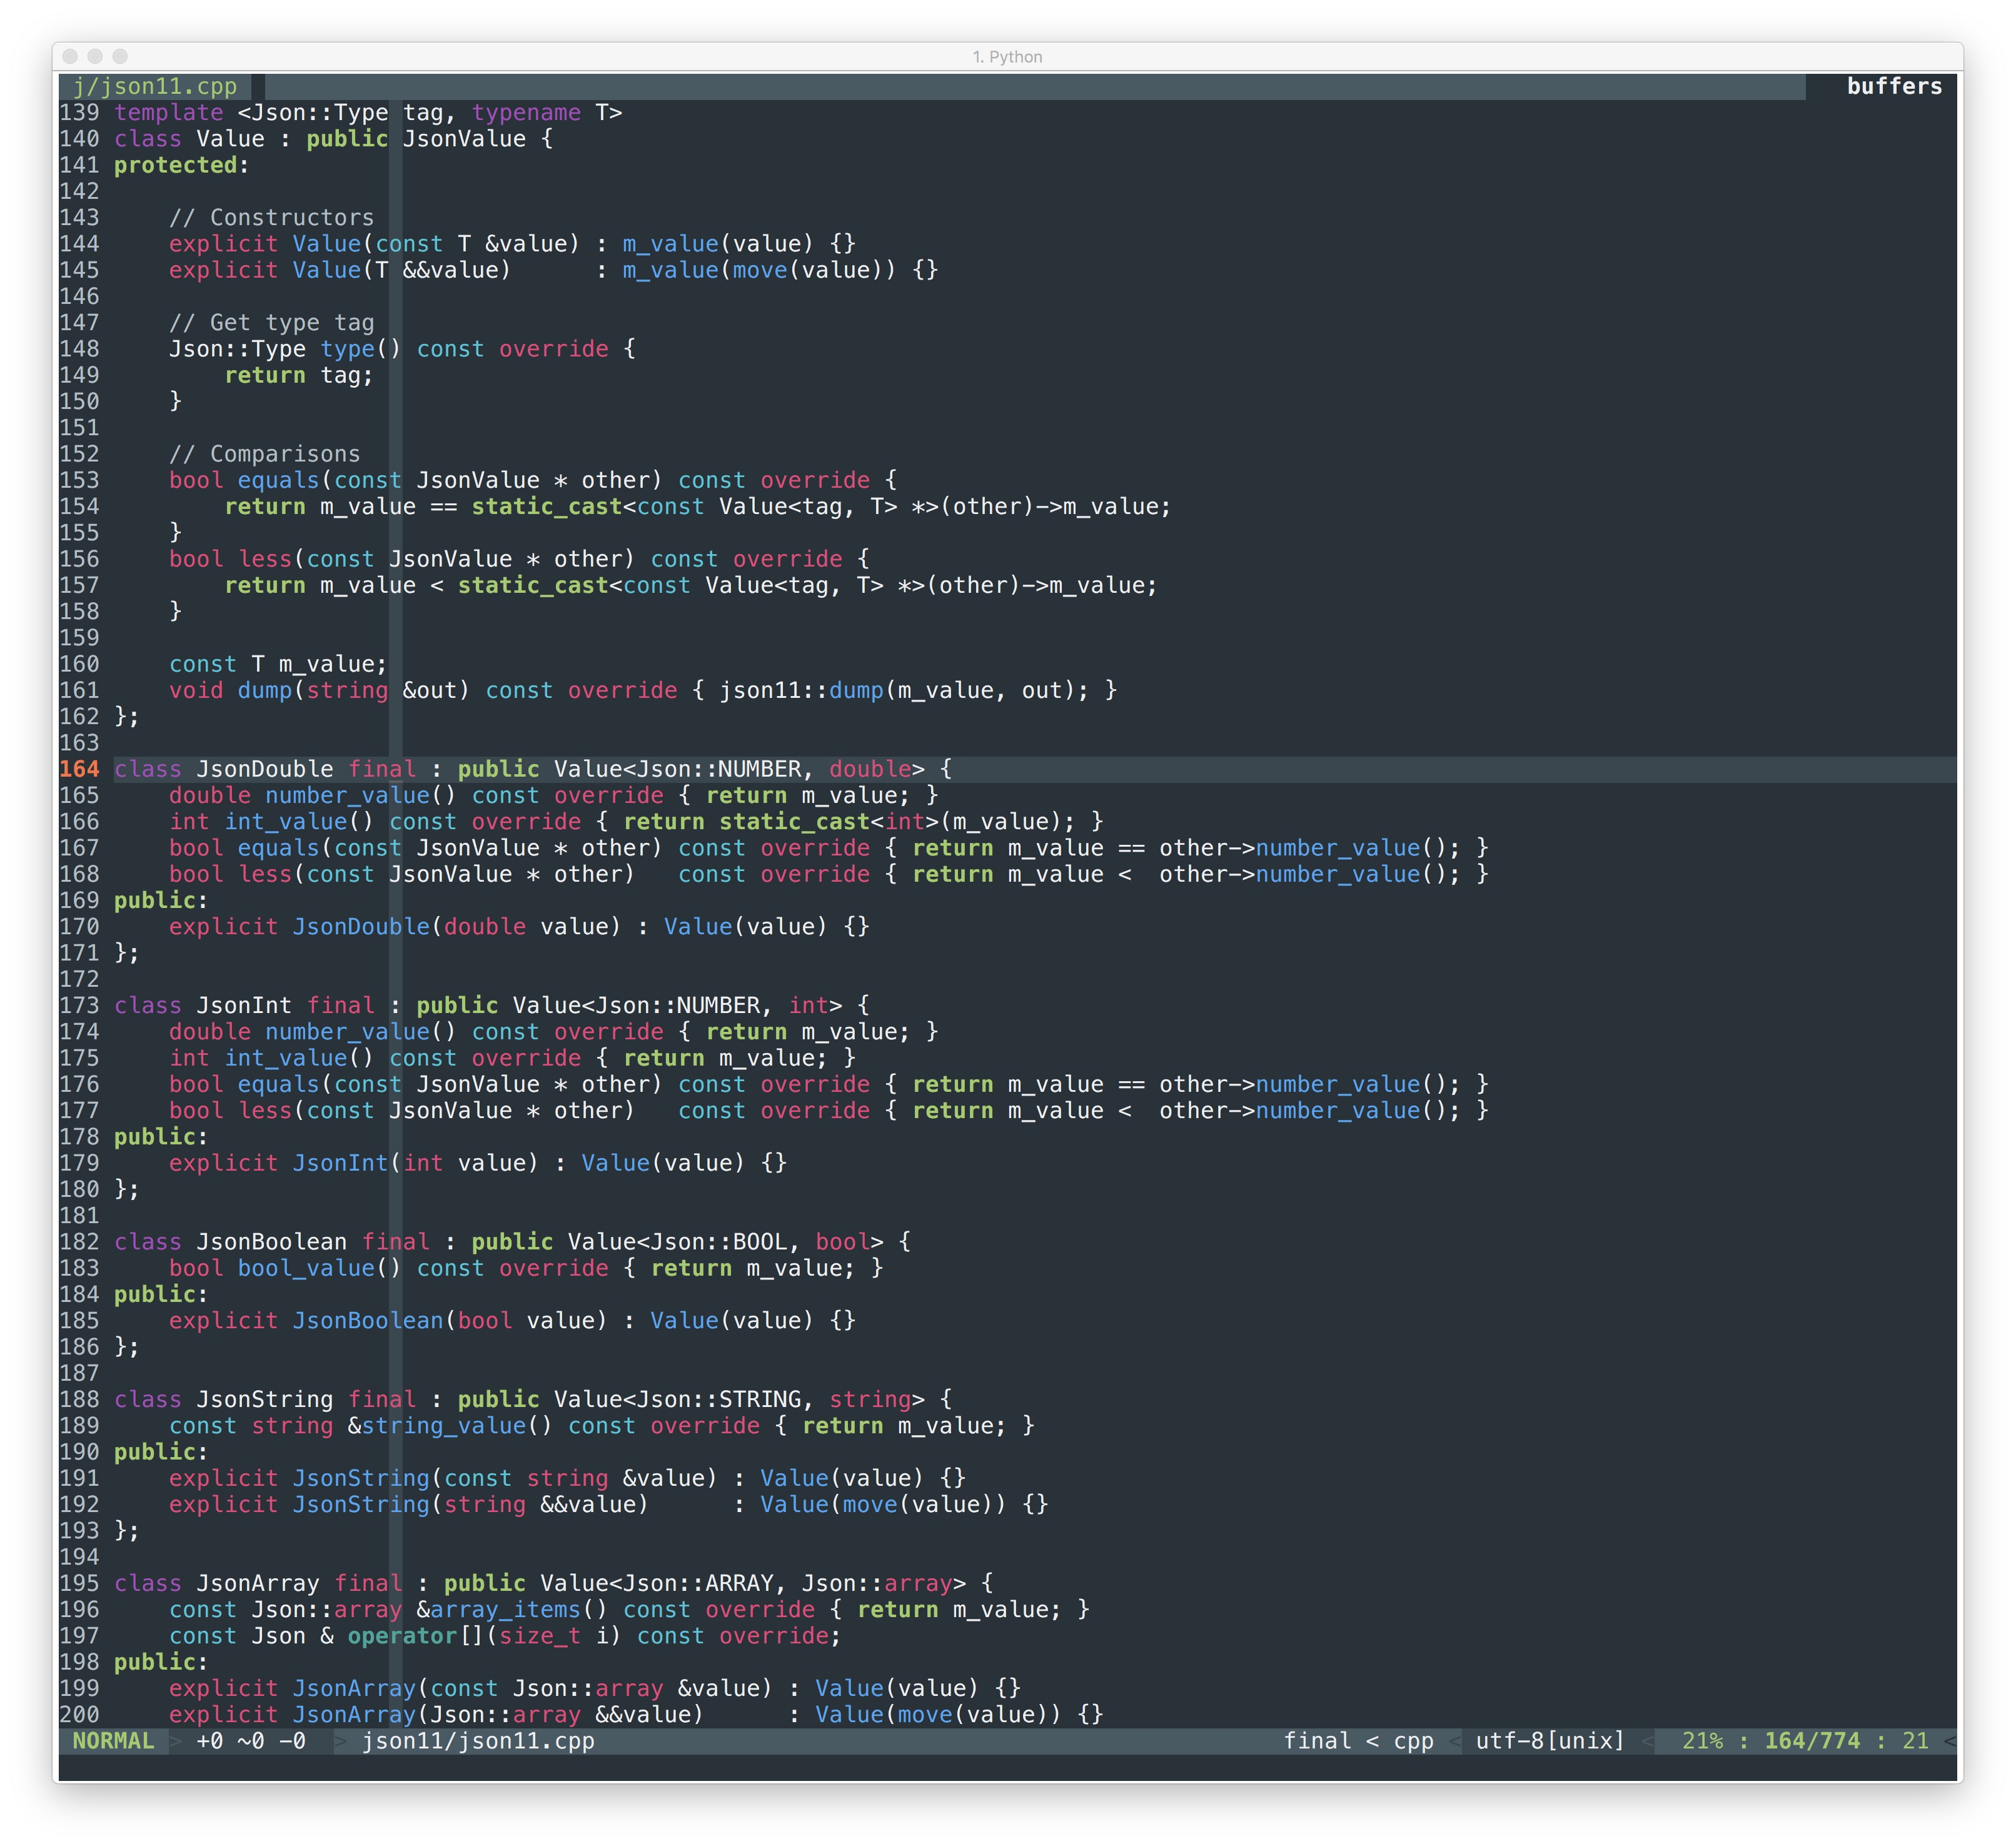 1. Python
j/json11.cpp buffers
139 template <Json::Type tag, typename T>
140 class Value : public JsonValue {
141 protected:
142
143     // Constructors
144     explicit Value(const T &value) : m_value(value) {}
145     explicit Value(T &&value)      : m_value(move(value)) {}
146
147     // Get type tag
148     Json::Type type() const override {
149         return tag;
150     }
151
152     // Comparisons
153     bool equals(const JsonValue * other) const override {
154         return m_value == static_cast<const Value<tag, T> *>(other)->m_value;
155     }
156     bool less(const JsonValue * other) const override {
157         return m_value < static_cast<const Value<tag, T> *>(other)->m_value;
158     }
159
160     const T m_value;
161     void dump(string &out) const override { json11::dump(m_value, out); }
162 };
163
164 class JsonDouble final : public Value<Json::NUMBER, double> {
165     double number_value() const override { return m_value; }
166     int int_value() const override { return static_cast<int>(m_value); }
167     bool equals(const JsonValue * other) const override { return m_value == other->number_value(); }
168     bool less(const JsonValue * other)   const override { return m_value <  other->number_value(); }
169 public:
170     explicit JsonDouble(double value) : Value(value) {}
171 };
172
173 class JsonInt final : public Value<Json::NUMBER, int> {
174     double number_value() const override { return m_value; }
175     int int_value() const override { return m_value; }
176     bool equals(const JsonValue * other) const override { return m_value == other->number_value(); }
177     bool less(const JsonValue * other)   const override { return m_value <  other->number_value(); }
178 public:
179     explicit JsonInt(int value) : Value(value) {}
180 };
181
182 class JsonBoolean final : public Value<Json::BOOL, bool> {
183     bool bool_value() const override { return m_value; }
184 public:
185     explicit JsonBoolean(bool value) : Value(value) {}
186 };
187
188 class JsonString final : public Value<Json::STRING, string> {
189     const string &string_value() const override { return m_value; }
190 public:
191     explicit JsonString(const string &value) : Value(value) {}
192     explicit JsonString(string &&value)      : Value(move(value)) {}
193 };
194
195 class JsonArray final : public Value<Json::ARRAY, Json::array> {
196     const Json::array &array_items() const override { return m_value; }
197     const Json & operator[](size_t i) const override;
198 public:
199     explicit JsonArray(const Json::array &value) : Value(value) {}
200     explicit JsonArray(Json::array &&value)      : Value(move(value)) {}
NORMAL > +0 ~0 -0 > json11/json11.cpp final < cpp < utf-8[unix] < 21% : 164/774 : 21 <